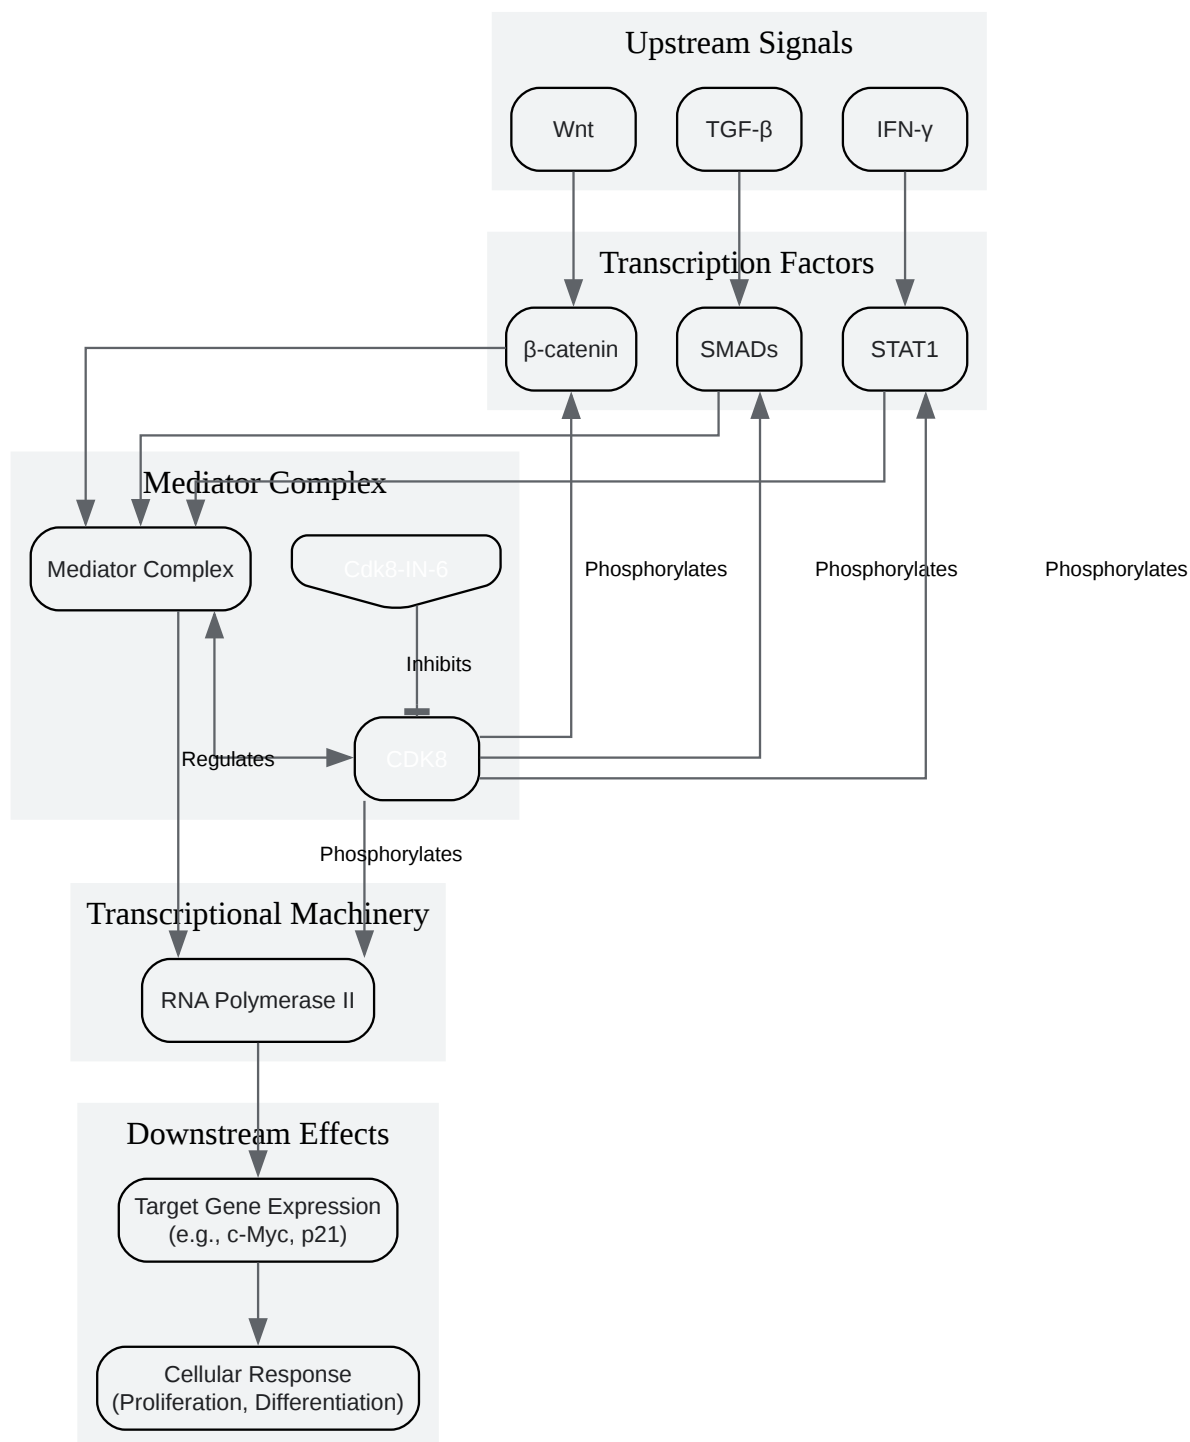 Upstream Signals
Wnt
TGF-β
IFN-γ
Transcription Factors
β-catenin
SMADs
STAT1
Mediator Complex
Mediator Complex
Cdk8-IN-6
Phosphorylates
Phosphorylates
Phosphorylates
Inhibits
Regulates
CDK8
Phosphorylates
Transcriptional Machinery
RNA Polymerase II
Downstream Effects
Target Gene Expression
(e.g., c-Myc, p21)
Cellular Response
(Proliferation, Differentiation)